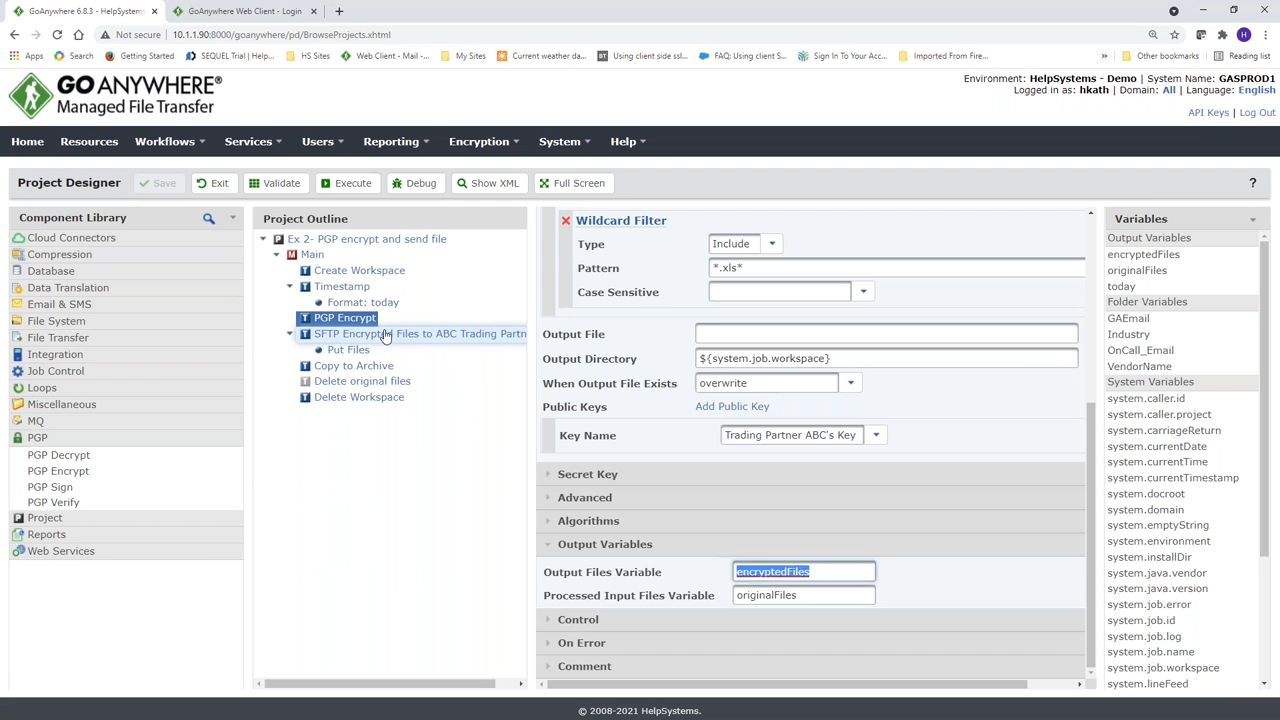 GoAnywhere 6.8.3 - HelpSystems
GoAnywhere Web Client - Login
Not secure | 10.1.1.90:8000/goanywhere/pd/BrowseProjects.xhtml
H
Apps
Search
Getting Started
SEQUEL Trial | Help...
HS Sites
Web Client - Mail -...
My Sites
Current weather da...
Using client side ssl...
FAQ: Using client S...
Sign In To Your Acc...
Imported From Fire...
»
Other bookmarks
Reading list
GOANYWHERE®
Managed File Transfer
Environment: HelpSystems - Demo | System Name: GASPROD1
Logged in as: hkath | Domain: All | Language: English
API Keys | Log Out
Home Resources Workflows Services Users Reporting Encryption System Help
Project Designer
Save
Exit
Validate
Execute
Debug
Show XML
Full Screen
?
Component Library
Cloud Connectors
Compression
Database
Data Translation
Email & SMS
File System
File Transfer
Integration
Job Control
Loops
Miscellaneous
MQ
PGP
PGP Decrypt
PGP Encrypt
PGP Sign
PGP Verify
Project
Reports
Web Services
Project Outline
Ex 2- PGP encrypt and send file
Main
Create Workspace
Timestamp
Format: today
PGP Encrypt
SFTP Encrypted Files to ABC Trading Partn
Put Files
Copy to Archive
Delete original files
Delete Workspace
Wildcard Filter
Type Include
Pattern *.xls*
Case Sensitive
Output File
Output Directory ${system.job.workspace}
When Output File Exists overwrite
Public Keys Add Public Key
Key Name Trading Partner ABC's Key
Secret Key
Advanced
Algorithms
Output Variables
Output Files Variable encryptedFiles
Processed Input Files Variable originalFiles
Control
On Error
Comment
Variables
Output Variables
encryptedFiles
originalFiles
today
Folder Variables
GAEmail
Industry
OnCall_Email
VendorName
System Variables
system.caller.id
system.caller.project
system.carriageReturn
system.currentDate
system.currentTime
system.currentTimestamp
system.docroot
system.domain
system.emptyString
system.environment
system.installDir
system.java.vendor
system.java.version
system.job.error
system.job.id
system.job.log
system.job.name
system.job.workspace
system.lineFeed
© 2008-2021 HelpSystems.